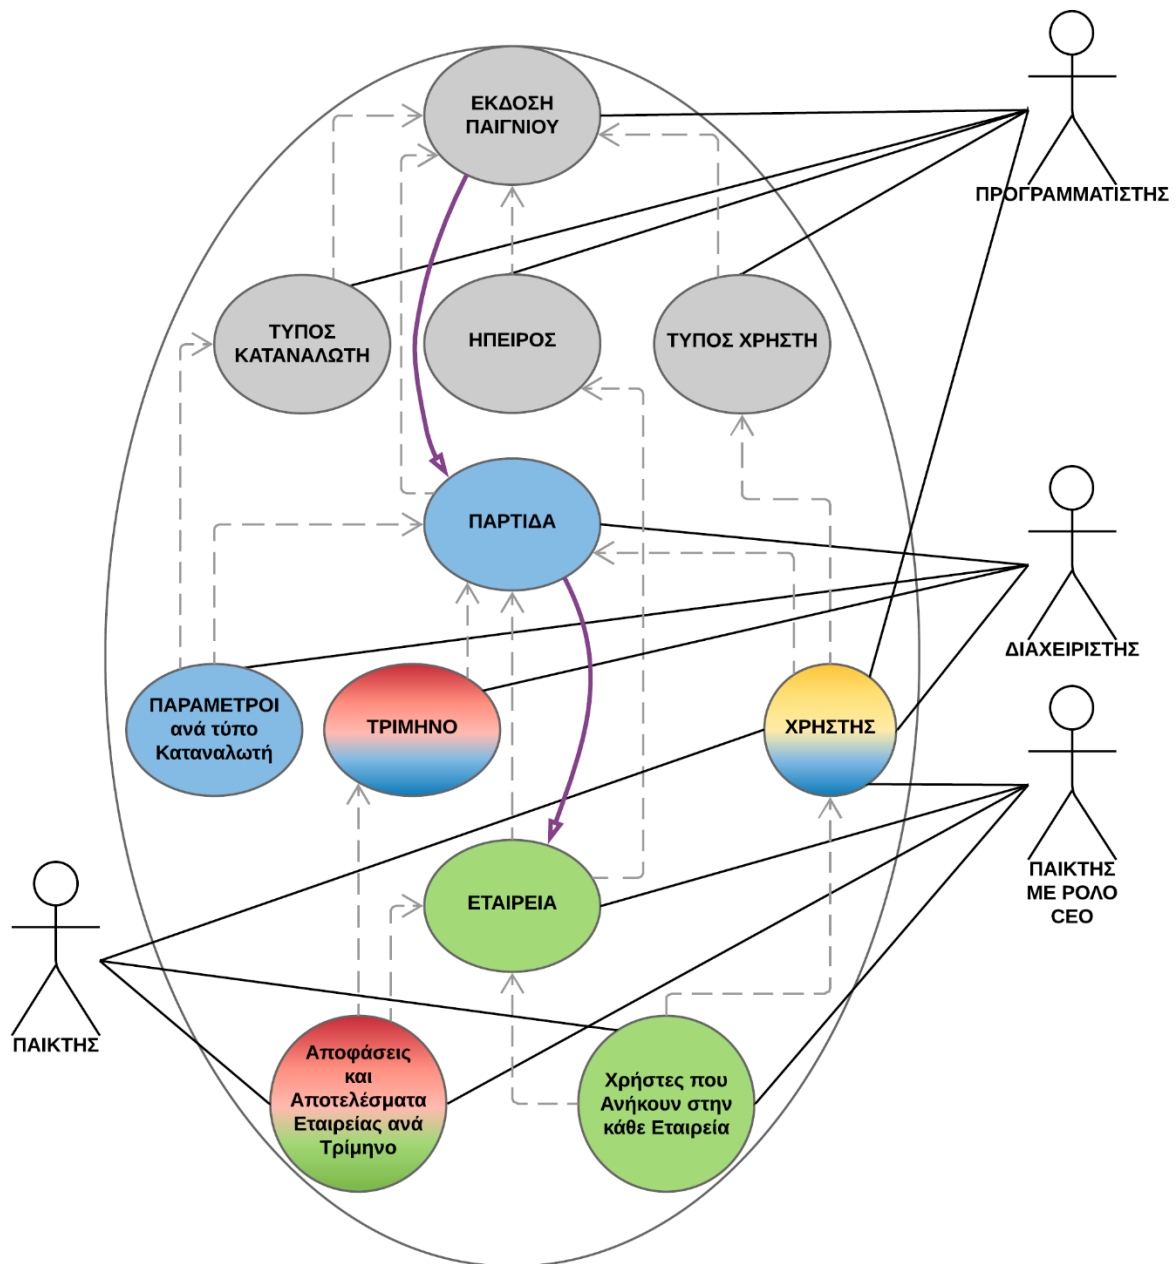 ΕΚΔΟΣΗ
ΠΑΙΓΝΙΟΥ
ΠΡΟΓΡΑΜΜΑΤΙΣΤΗΣ
ΤΥΠΟΣ
ΚΑΤΑΝΑΛΩΤΗ
ΗΠΕΙΡΟΣ
ΤΥΠΟΣ ΧΡΗΣΤΗ
ΠΑΡΤΙΔΑ
ΔΙΑΧΕΙΡΙΣΤΗΣ
ΠΑΡΑΜΕΤΡΟΙ
ανά τύπο
Καταναλωτή
ΤΡΙΜΗΝΟ
ΧΡΗΣΤΗΣ
ΠΑΙΚΤΗΣ
ΜΕ ΡΟΛΟ
CEO
ΕΤΑΙΡΕΙΑ
ΠΑΙΚΤΗΣ
Αποφάσεις
και
Αποτελέσματα
Εταιρείας ανά
Τρίμηνο
Χρήστες που
Ανήκουν στην
κάθε Εταιρεία